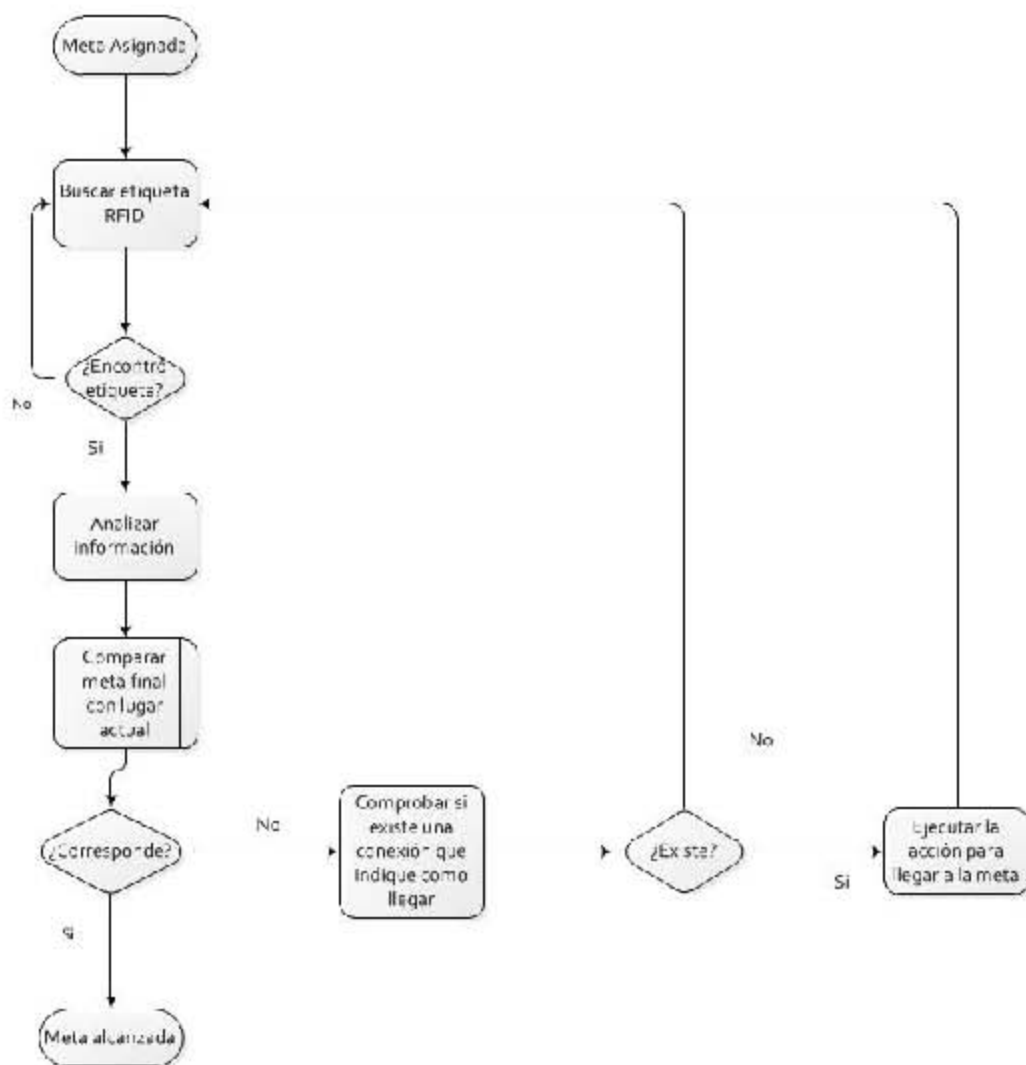 Meta Asignada
Buscar etiqueta
RFID
¿Encontró
etiqueta?
No
Si
Analizar
información
Comparar
meta final
con lugar
actual
¿Corresponde?
No
Comprobar si
existe una
conexión que
indique como
llegar
¿Existe?
No
Si
Ejecutar la
acción para
llegar a la meta
si
Meta alcanzada